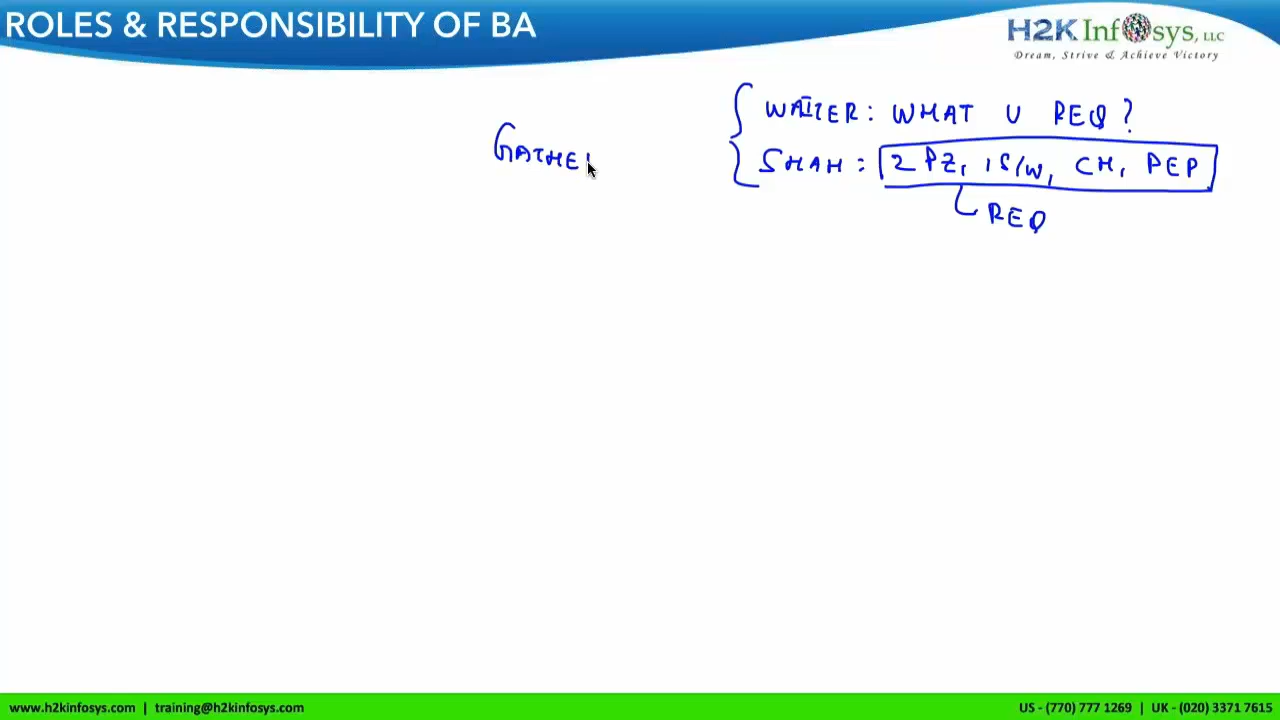 ROLES & RESPONSIBILITY OF BA
H2K Infosys, LLC
Dream, Strive & Achieve Victory
WAITER: WHAT U REQ?
GATHE
SHAH: 2 PZ, 1 S/W, CH, PEP
REQ
www.h2kinfosys.com | training@h2kinfosys.com
US - (770) 777 1269 | UK - (020) 3371 7615